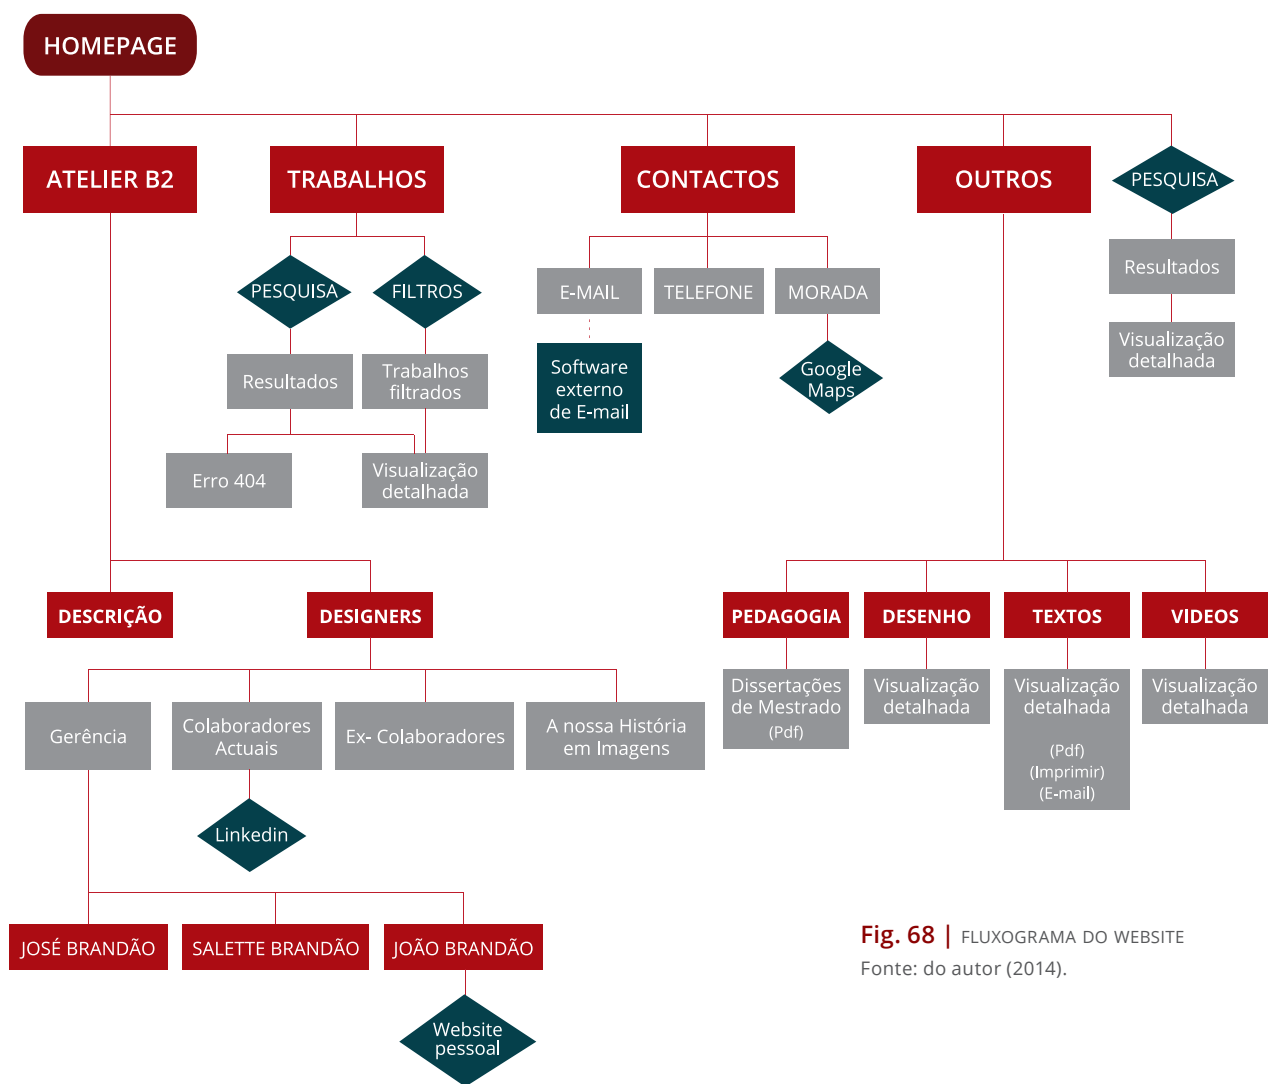 HOMEPAGE
ATELIER B2
TRABALHOS
CONTACTOS
OUTROS
PESQUISA
PESQUISA
FILTROS
E-MAIL
TELEFONE
MORADA
Resultados
Resultados
Trabalhos
filtrados
Software
externo
de E-mail
Google
Maps
Visualização
detalhada
Erro 404
Visualização
detalhada
DESCRIÇÃO
DESIGNERS
PEDAGOGIA
DESENHO
TEXTOS
VIDEOS
Dissertações
de Mestrado
(Pdf)
Visualização
detalhada
Visualização
detalhada
(Pdf)
(Imprimir)
(E-mail)
Visualização
detalhada
Gerência
Colaboradores
Actuais
Ex- Colaboradores
A nossa História
em Imagens
Linkedin
JOSÉ BRANDÃO
SALETTE BRANDÃO
JOÃO BRANDÃO
Website
pessoal
Fig. 68 | FLUXOGRAMA DO WEBSITE
Fonte: do autor (2014).